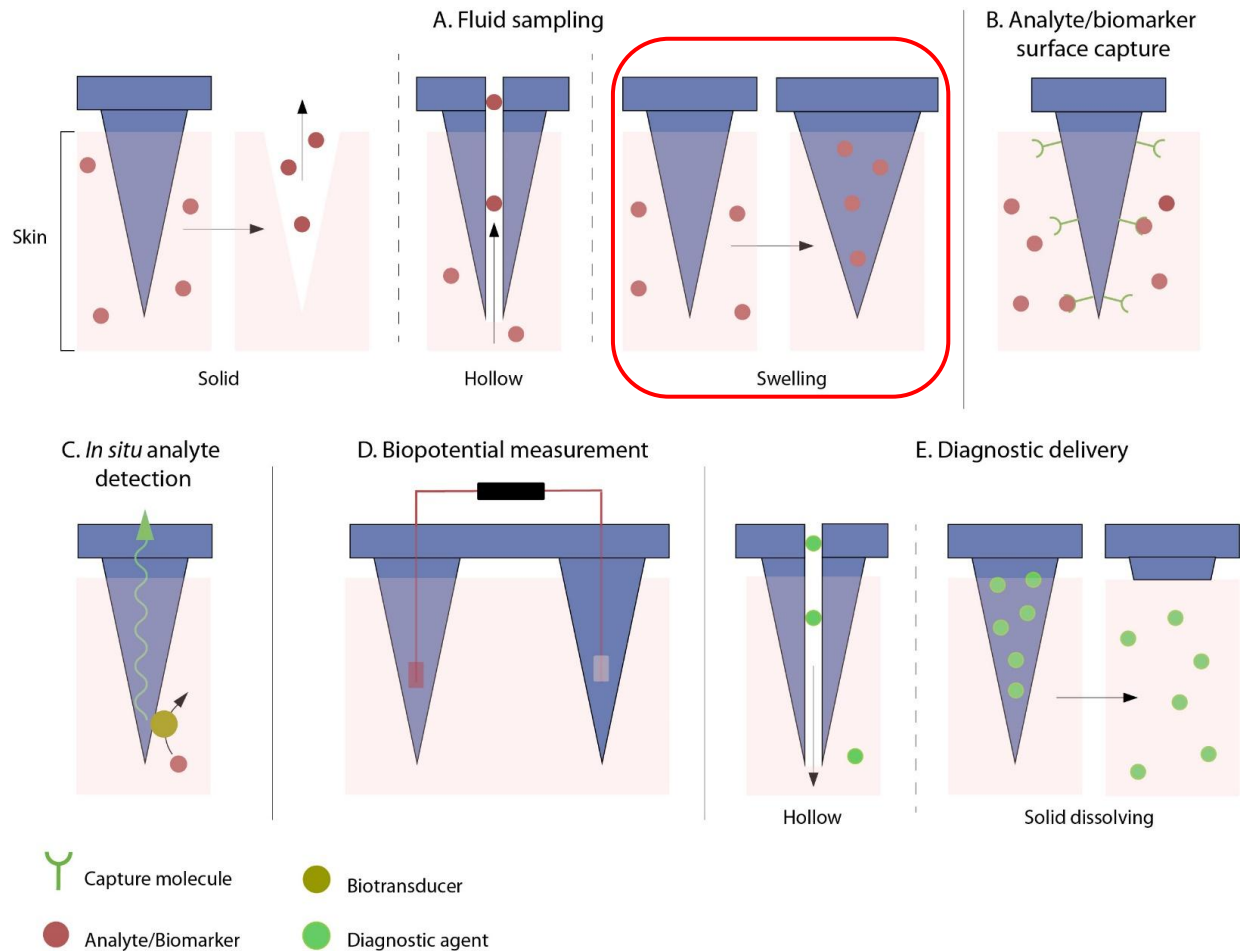 A. Fluid sampling
B. Analyte/biomarker
surface capture
Skin
Solid
Hollow
Swelling
C. In situ analyte
detection
D. Biopotential measurement
E. Diagnostic delivery
Hollow
Solid dissolving
Capture molecule
Biotransducer
Analyte/Biomarker
Diagnostic agent